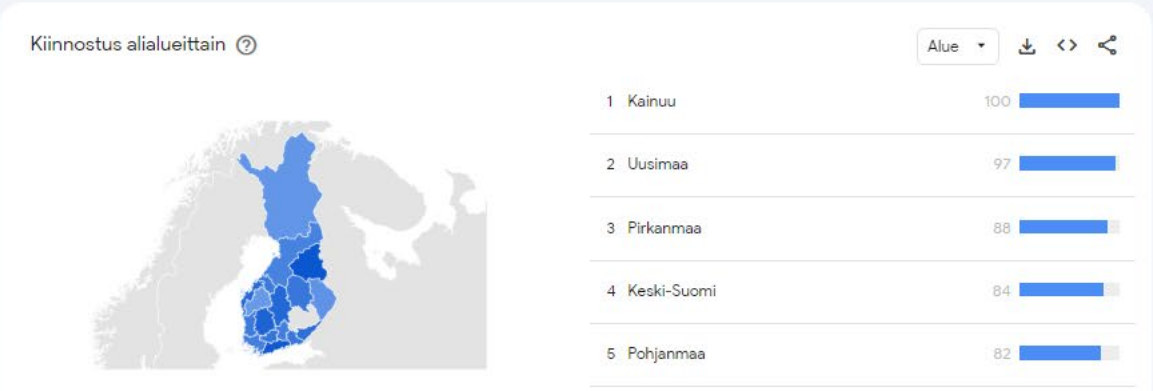 Kiinnostus alialueittain
Alue
1 Kainuu 100
2 Uusimaa 97
3 Pirkanmaa 88
4 Keski-Suomi 84
5 Pohjanmaa 82